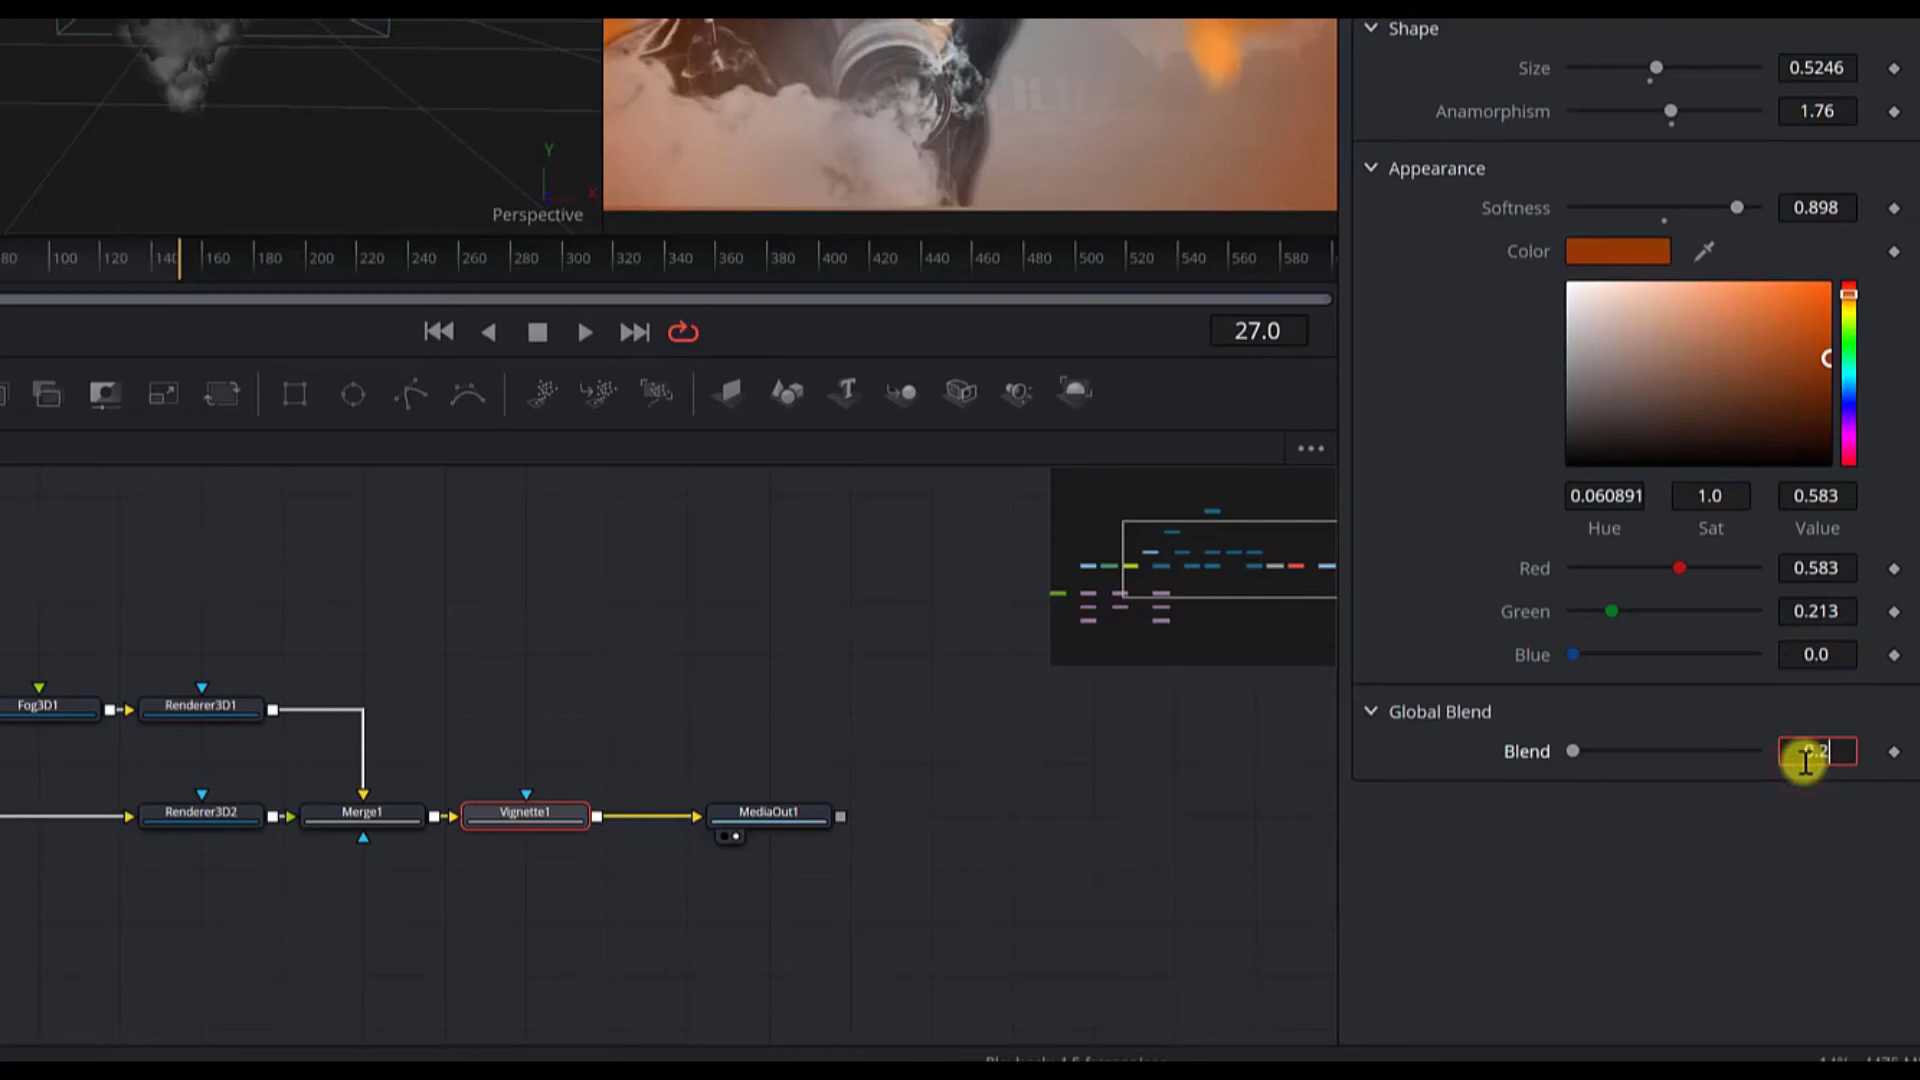 Shape
Size 0.5246
Anamorphism 1.76
Appearance
Softness 0.898
Color
Y
X
Perspective
80 100 120 140 160 180 200 220 240 260 280 300 320 340 360 380 400 420 440 460 480 500 520 540 560 580
27.0
T
0.060891 1.0 0.583
Hue Sat Value
Red 0.583
Green 0.213
Blue 0.0
Global Blend
Blend 0.2
Fog3D1 Renderer3D1
Renderer3D2 Merge1 Vignette1 MediaOut1